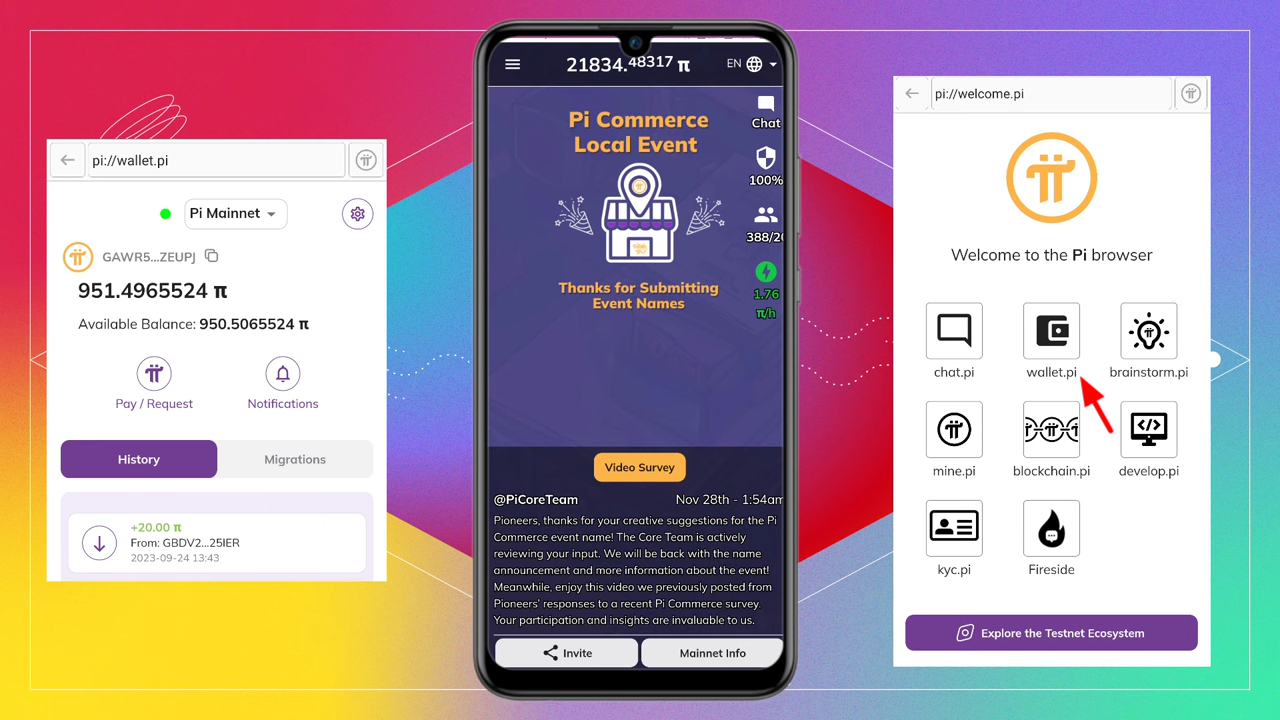 pi://wallet.pi
Pi Mainnet
GAWR5...ZEUPJ
951.4965524 π
Available Balance: 950.5065524 π
Pay / Request
Notifications
History
Migrations
+20.00 π
From: GBDV2...25IER
2023-09-24 13:43
21834.48317 π
EN
Pi Commerce
Local Event
Chat
100%
388/20
1.76
π/h
Thanks for Submitting
Event Names
Video Survey
@PiCoreTeam
Nov 28th - 1:54am
Pioneers, thanks for your creative suggestions for the Pi
Commerce event name! The Core Team is actively
reviewing your input. We will be back with the name
announcement and more information about the event!
Meanwhile, enjoy this video we previously posted from
Pioneers' responses to a recent Pi Commerce survey.
Your participation and insights are invaluable to us.
Invite
Mainnet Info
pi://welcome.pi
Welcome to the Pi browser
chat.pi
wallet.pi
brainstorm.pi
mine.pi
blockchain.pi
develop.pi
kyc.pi
Fireside
Explore the Testnet Ecosystem